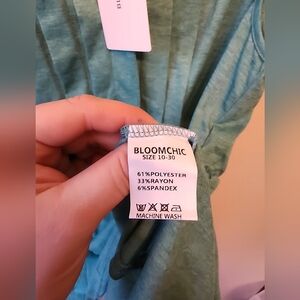 BLOOMCHIC
SIZE 10-30
61%POLYESTER
33%RAYON
6%SPANDEX
MACHINE WASH